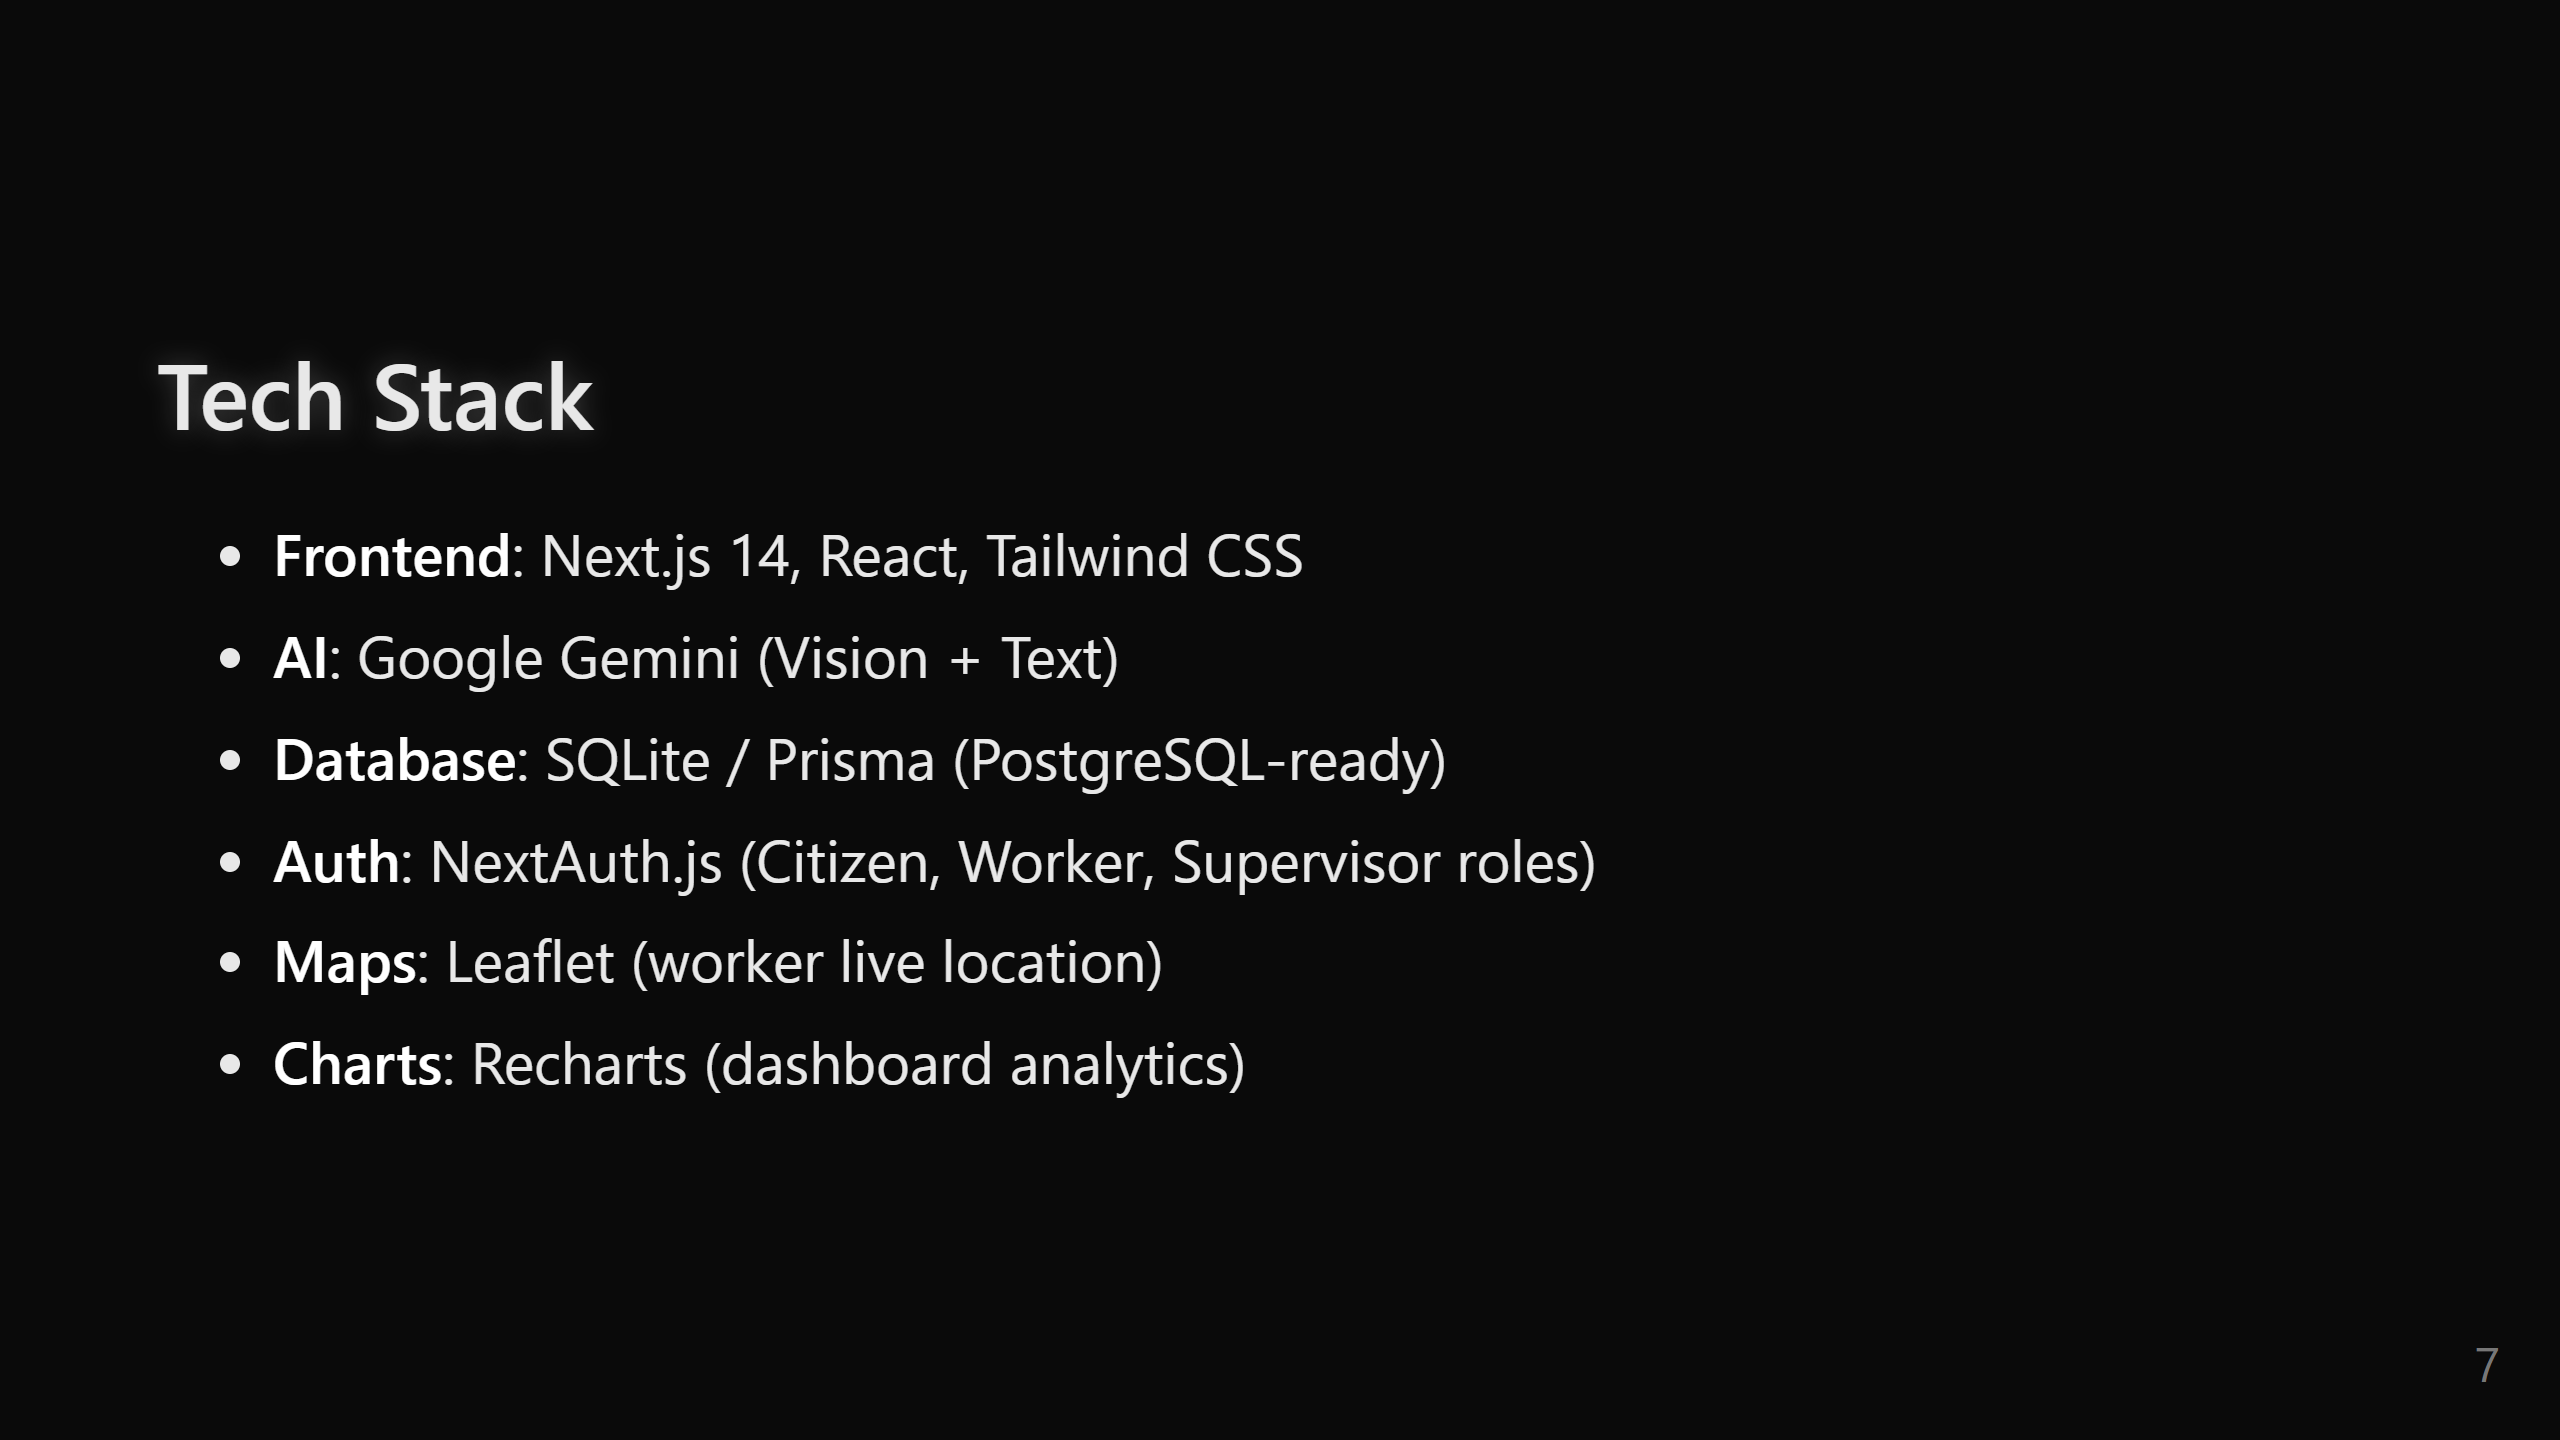 Tech Stack
• Frontend: Next.js 14, React, Tailwind CSS
• AI: Google Gemini (Vision + Text)
• Database: SQLite / Prisma (PostgreSQL-ready)
• Auth: NextAuth.js (Citizen, Worker, Supervisor roles)
• Maps: Leaflet (worker live location)
• Charts: Recharts (dashboard analytics)
7